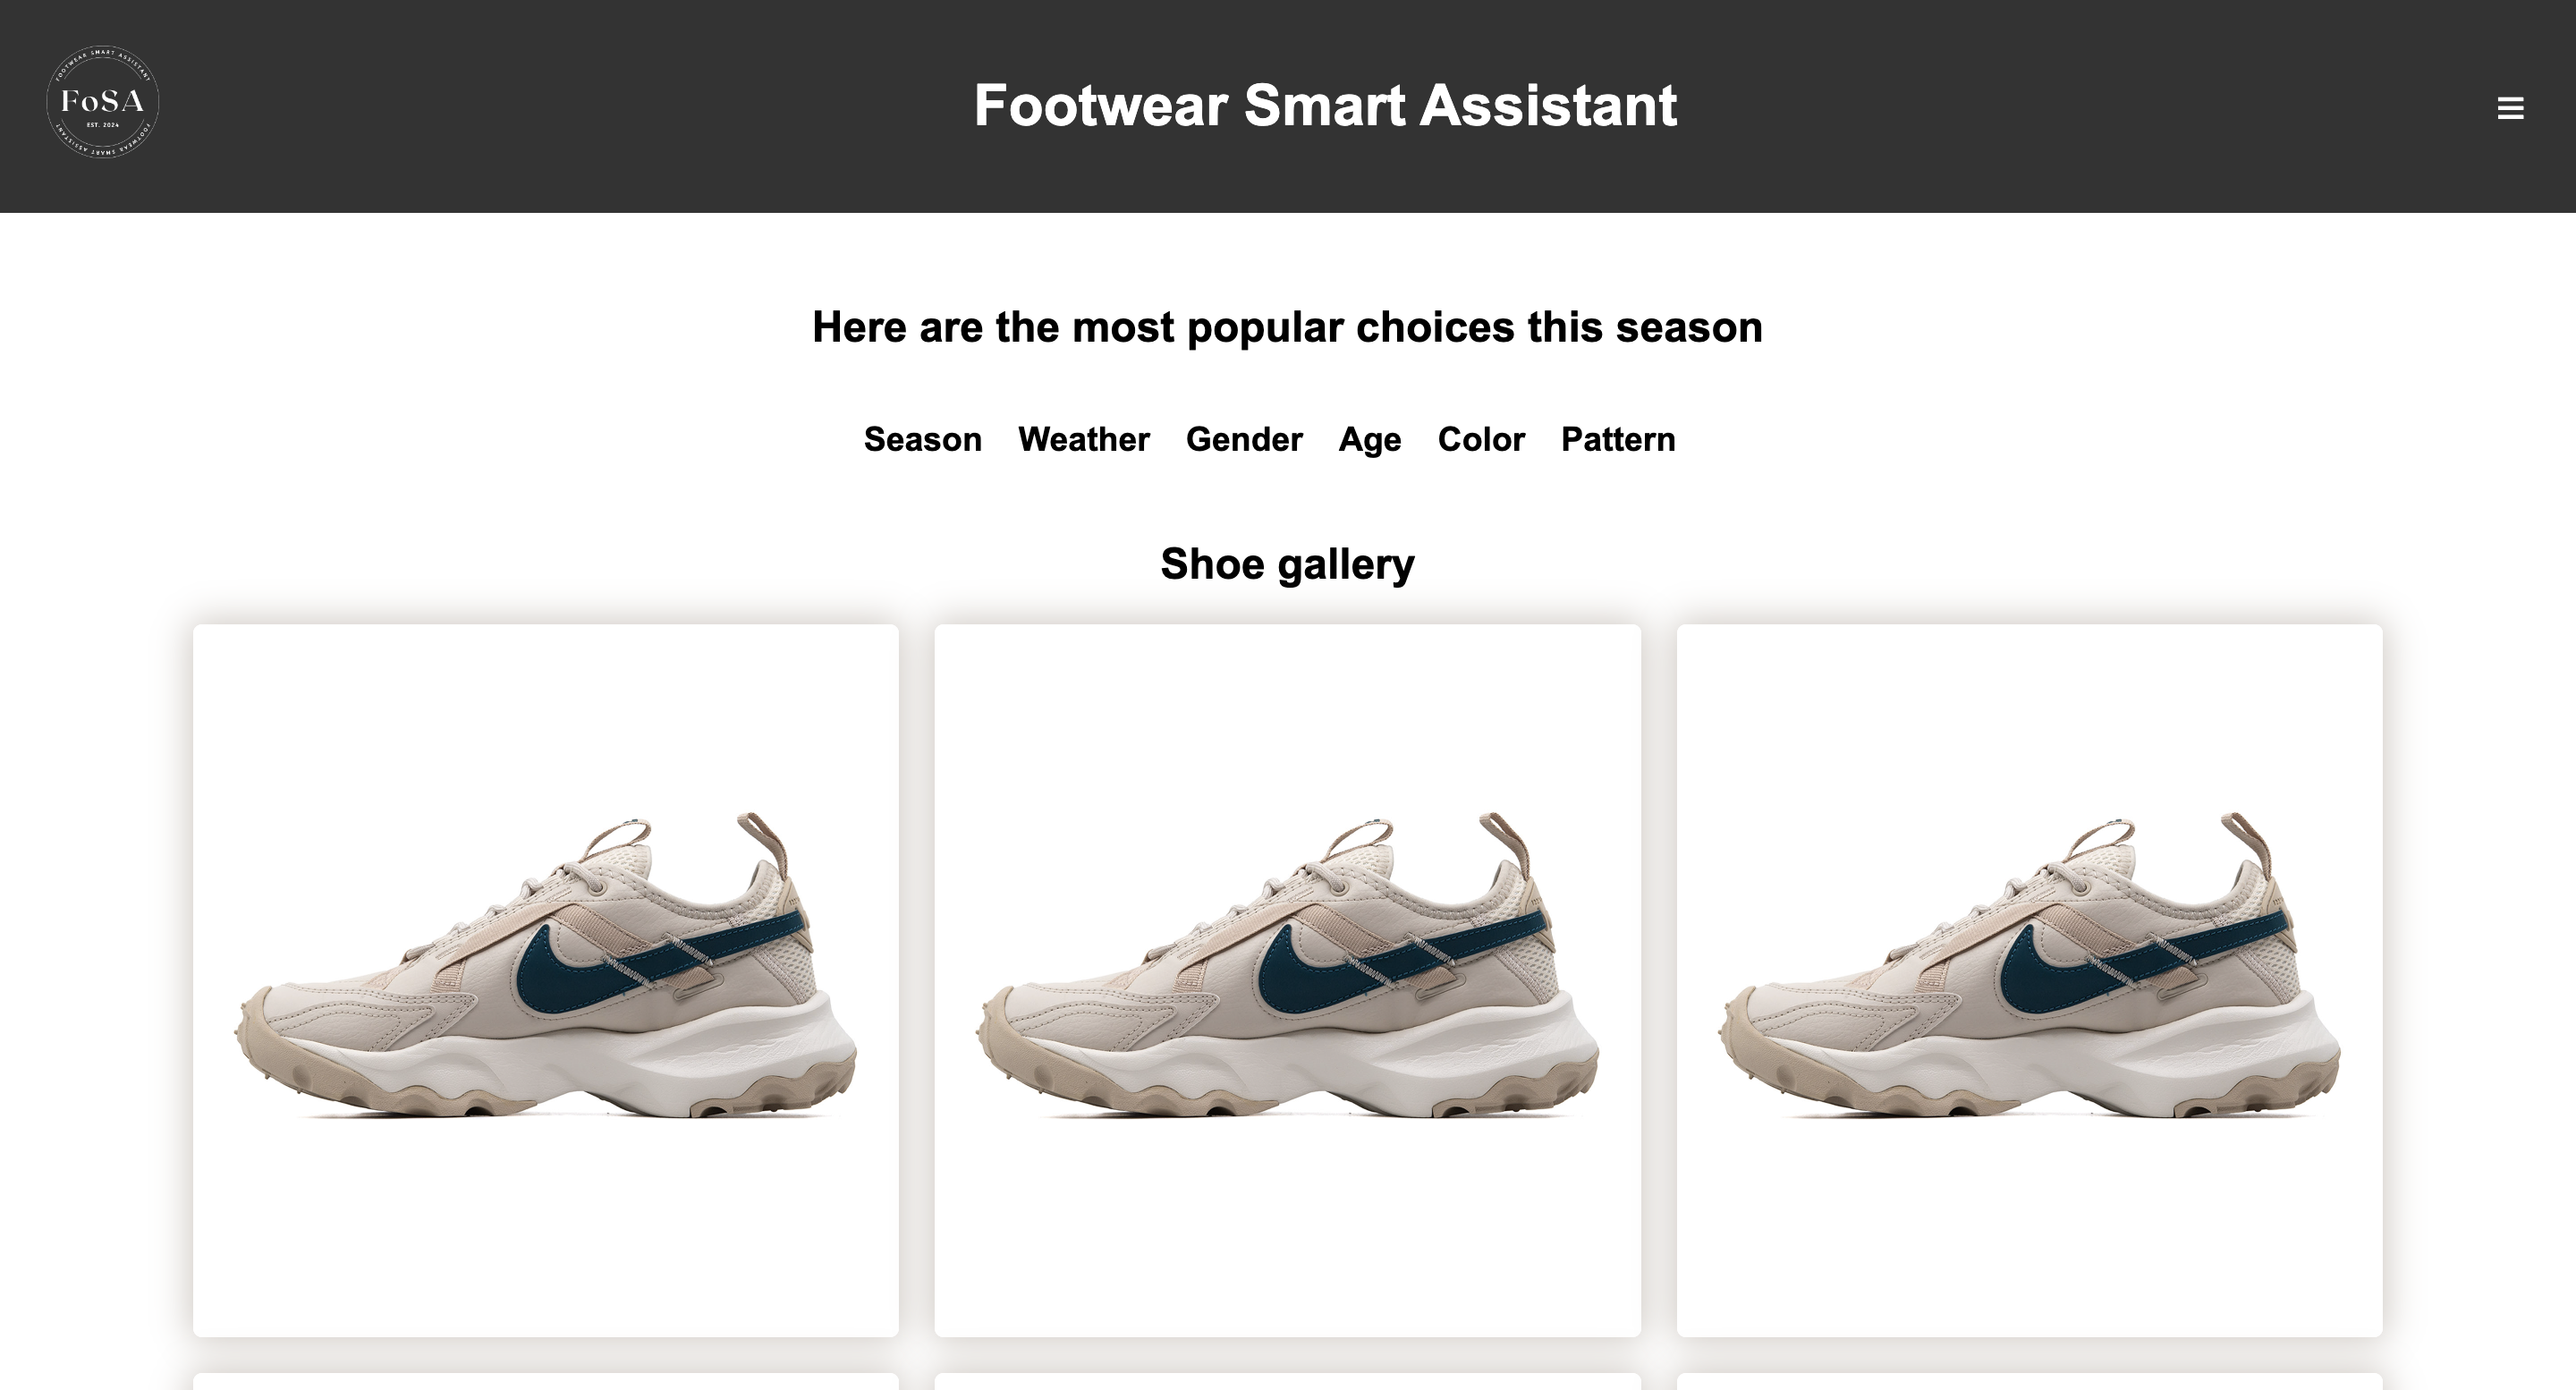 FOOTWEAR SMART ASSISTANT
FoSA
EST. 2024
FOOTWEAR SMART ASSISTANT
Footwear Smart Assistant
Here are the most popular choices this season
Season Weather Gender Age Color Pattern
Shoe gallery